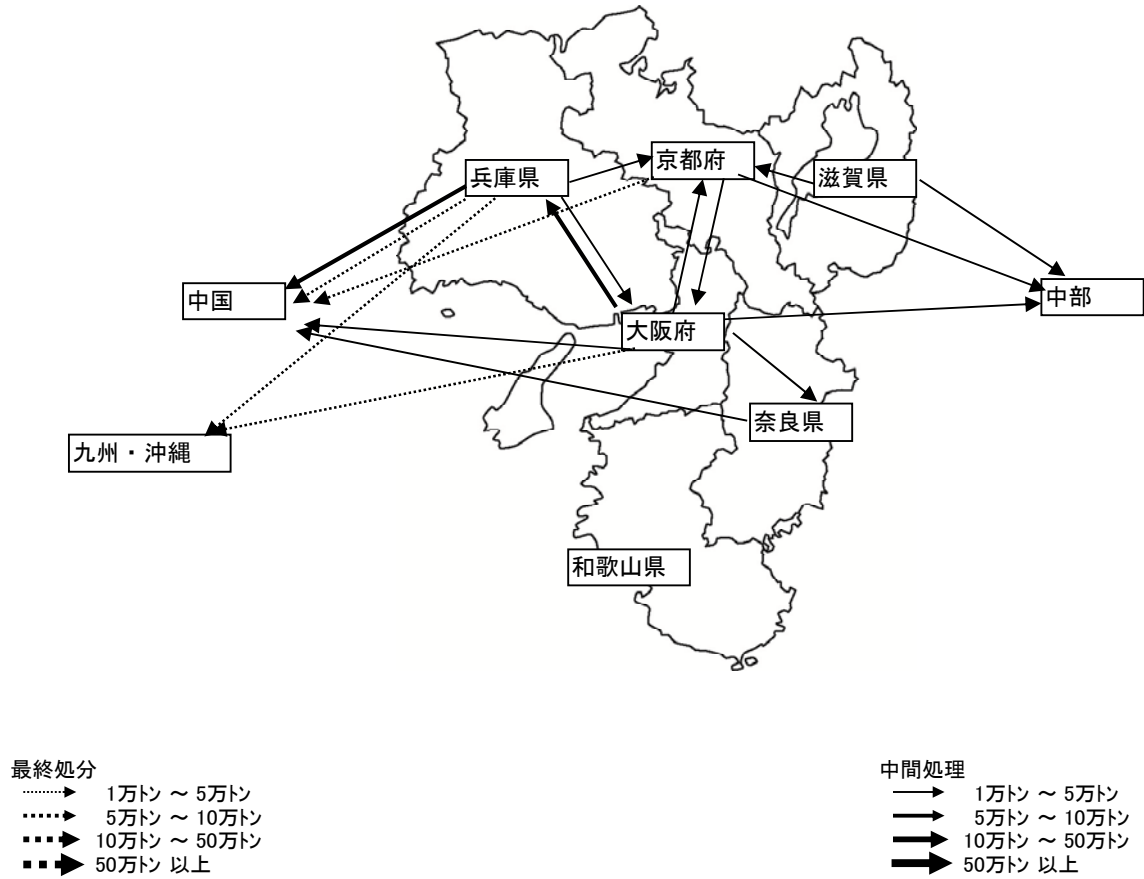 京都府
兵庫県
滋賀県
中国
中部
大阪府
奈良県
九州・沖縄
和歌山県
最終処分
1万トン ～ 5万トン
5万トン ～ 10万トン
10万トン ～ 50万トン
50万トン 以上
中間処理
1万トン ～ 5万トン
5万トン ～ 10万トン
10万トン ～ 50万トン
50万トン 以上